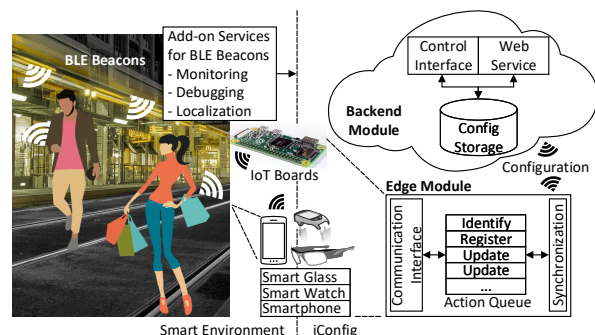 BLE Beacons
Add-on Services
for BLE Beacons
- Monitoring
- Debugging
- Localization
Control
Interface
Web
Service
Backend
Module
Config
Storage
Configuration
IoT Boards
Edge Module
Communication
Interface
Identify
Register
Update
Update
...
Action Queue
Synchronization
Smart Glass
Smart Watch
Smartphone
Smart Environment
iConfig